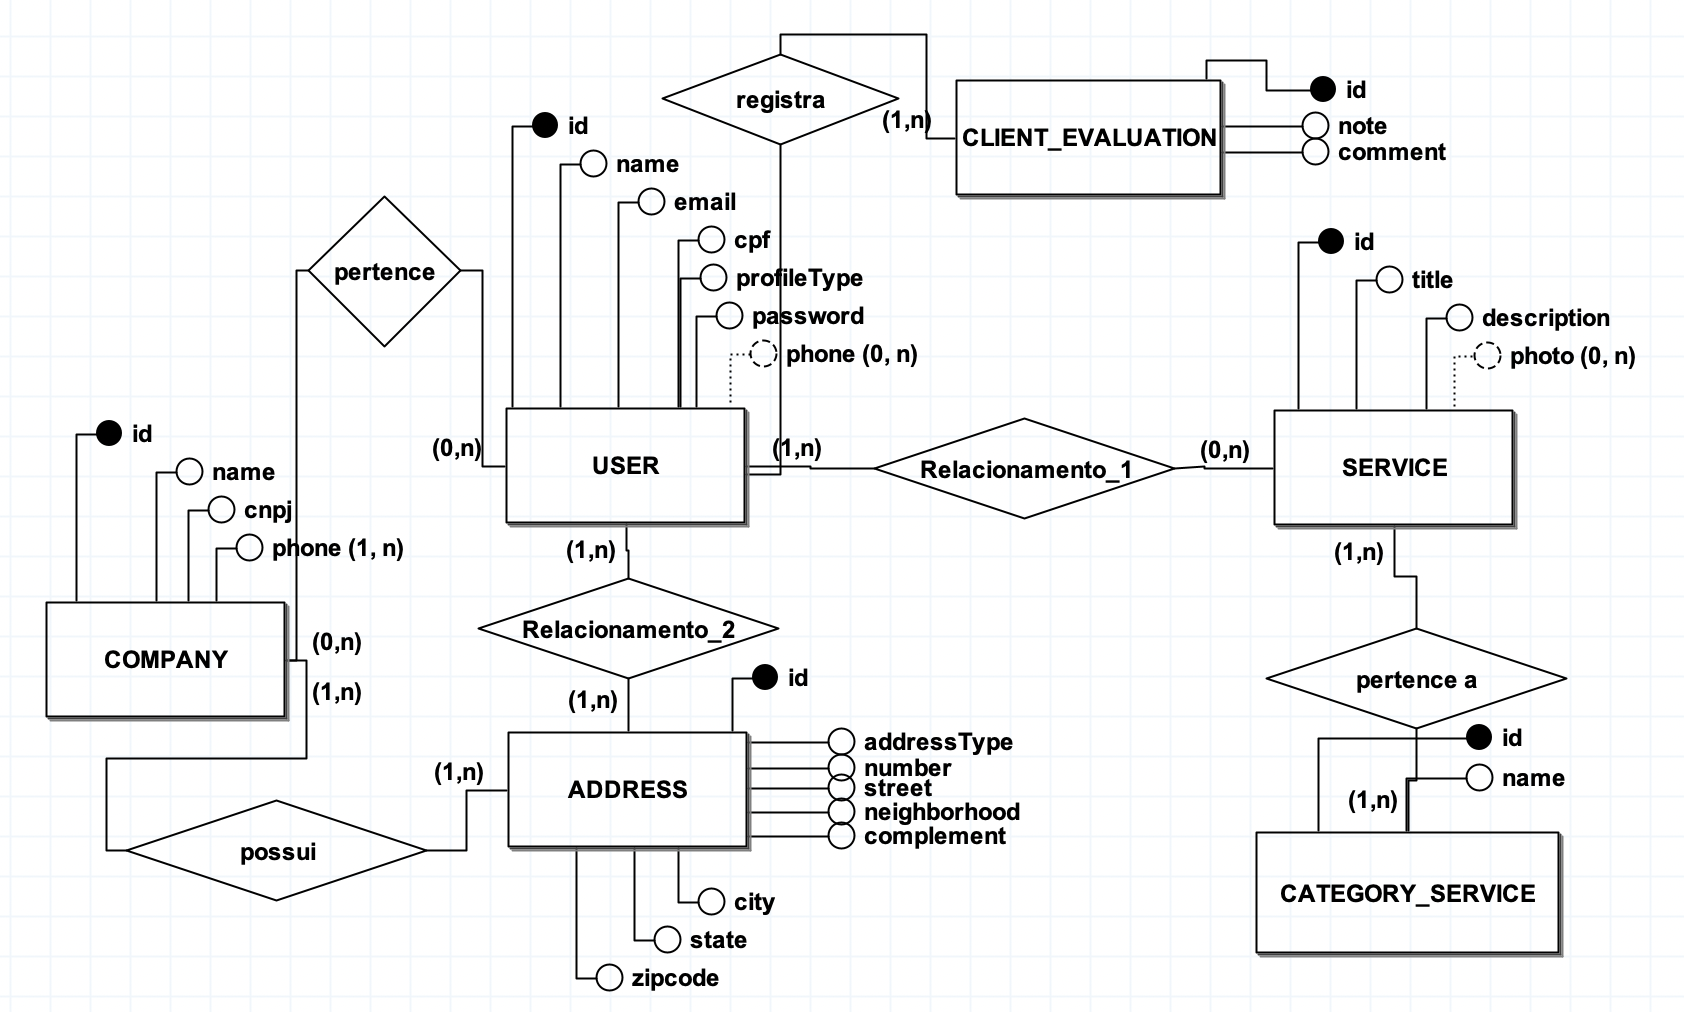 registra
(1,n)
CLIENT_EVALUATION
id
note
comment
id
name
email
cpf
profileType
password
phone (0, n)
pertence
(0,n)
USER
(1,n)
Relacionamento_1
(0,n)
SERVICE
id
title
description
photo (0, n)
id
name
cnpj
phone (1, n)
COMPANY
(0,n)
(1,n)
(1,n)
Relacionamento_2
(1,n)
(1,n)
pertence a
id
name
(1,n)
CATEGORY_SERVICE
possui
(1,n)
ADDRESS
id
addressType
number
street
neighborhood
complement
city
state
zipcode